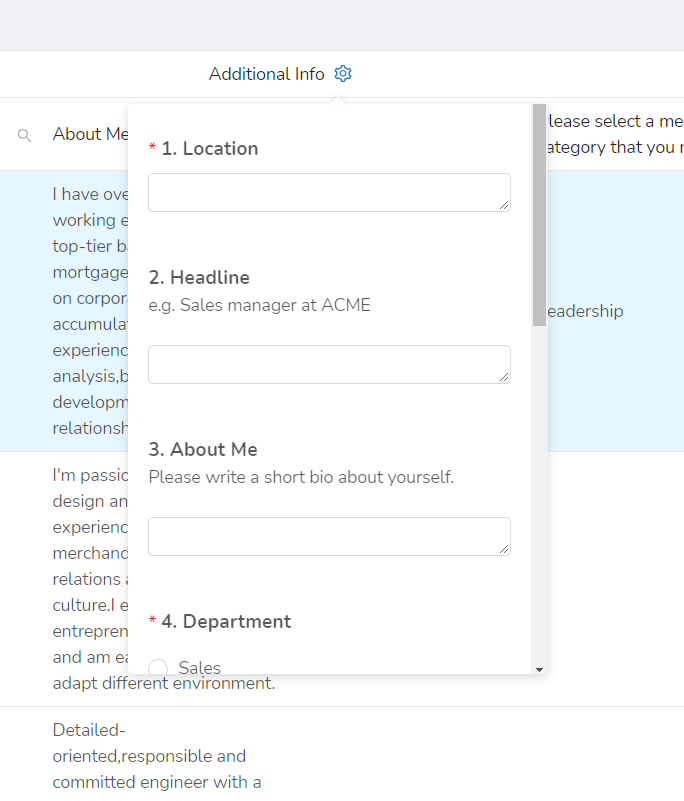 Additional Info
About Me
lease select a me
ategory that you
* 1. Location
2. Headline
e.g. Sales manager at ACME
3. About Me
Please write a short bio about yourself.
* 4. Department
Sales
I have ove
working e
top-tier ba
mortgage
on corpora
accumulat
experienc
analysis,b
developm
relationsh
eadership
I'm passio
design an
experienc
merchand
relations a
culture.I e
entrepren
and am ea
adapt different environment.
Detailed-
oriented,responsible and
committed engineer with a